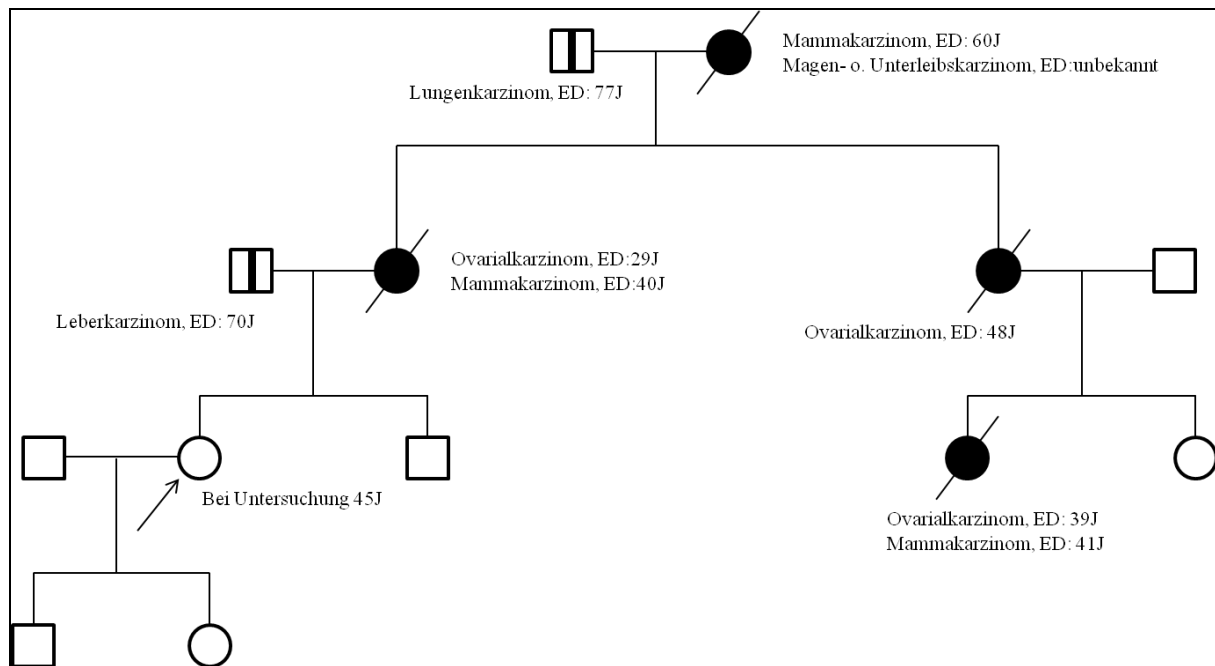 Mammakarzinom, ED: 60J
Magen- o. Unterleibskarzinom, ED:unbekannt
Lungenkarzinom, ED: 77J
Ovarialkarzinom, ED:29J
Mammakarzinom, ED:40J
Leberkarzinom, ED: 70J
Ovarialkarzinom, ED: 48J
Bei Untersuchung 45J
Ovarialkarzinom, ED: 39J
Mammakarzinom, ED: 41J